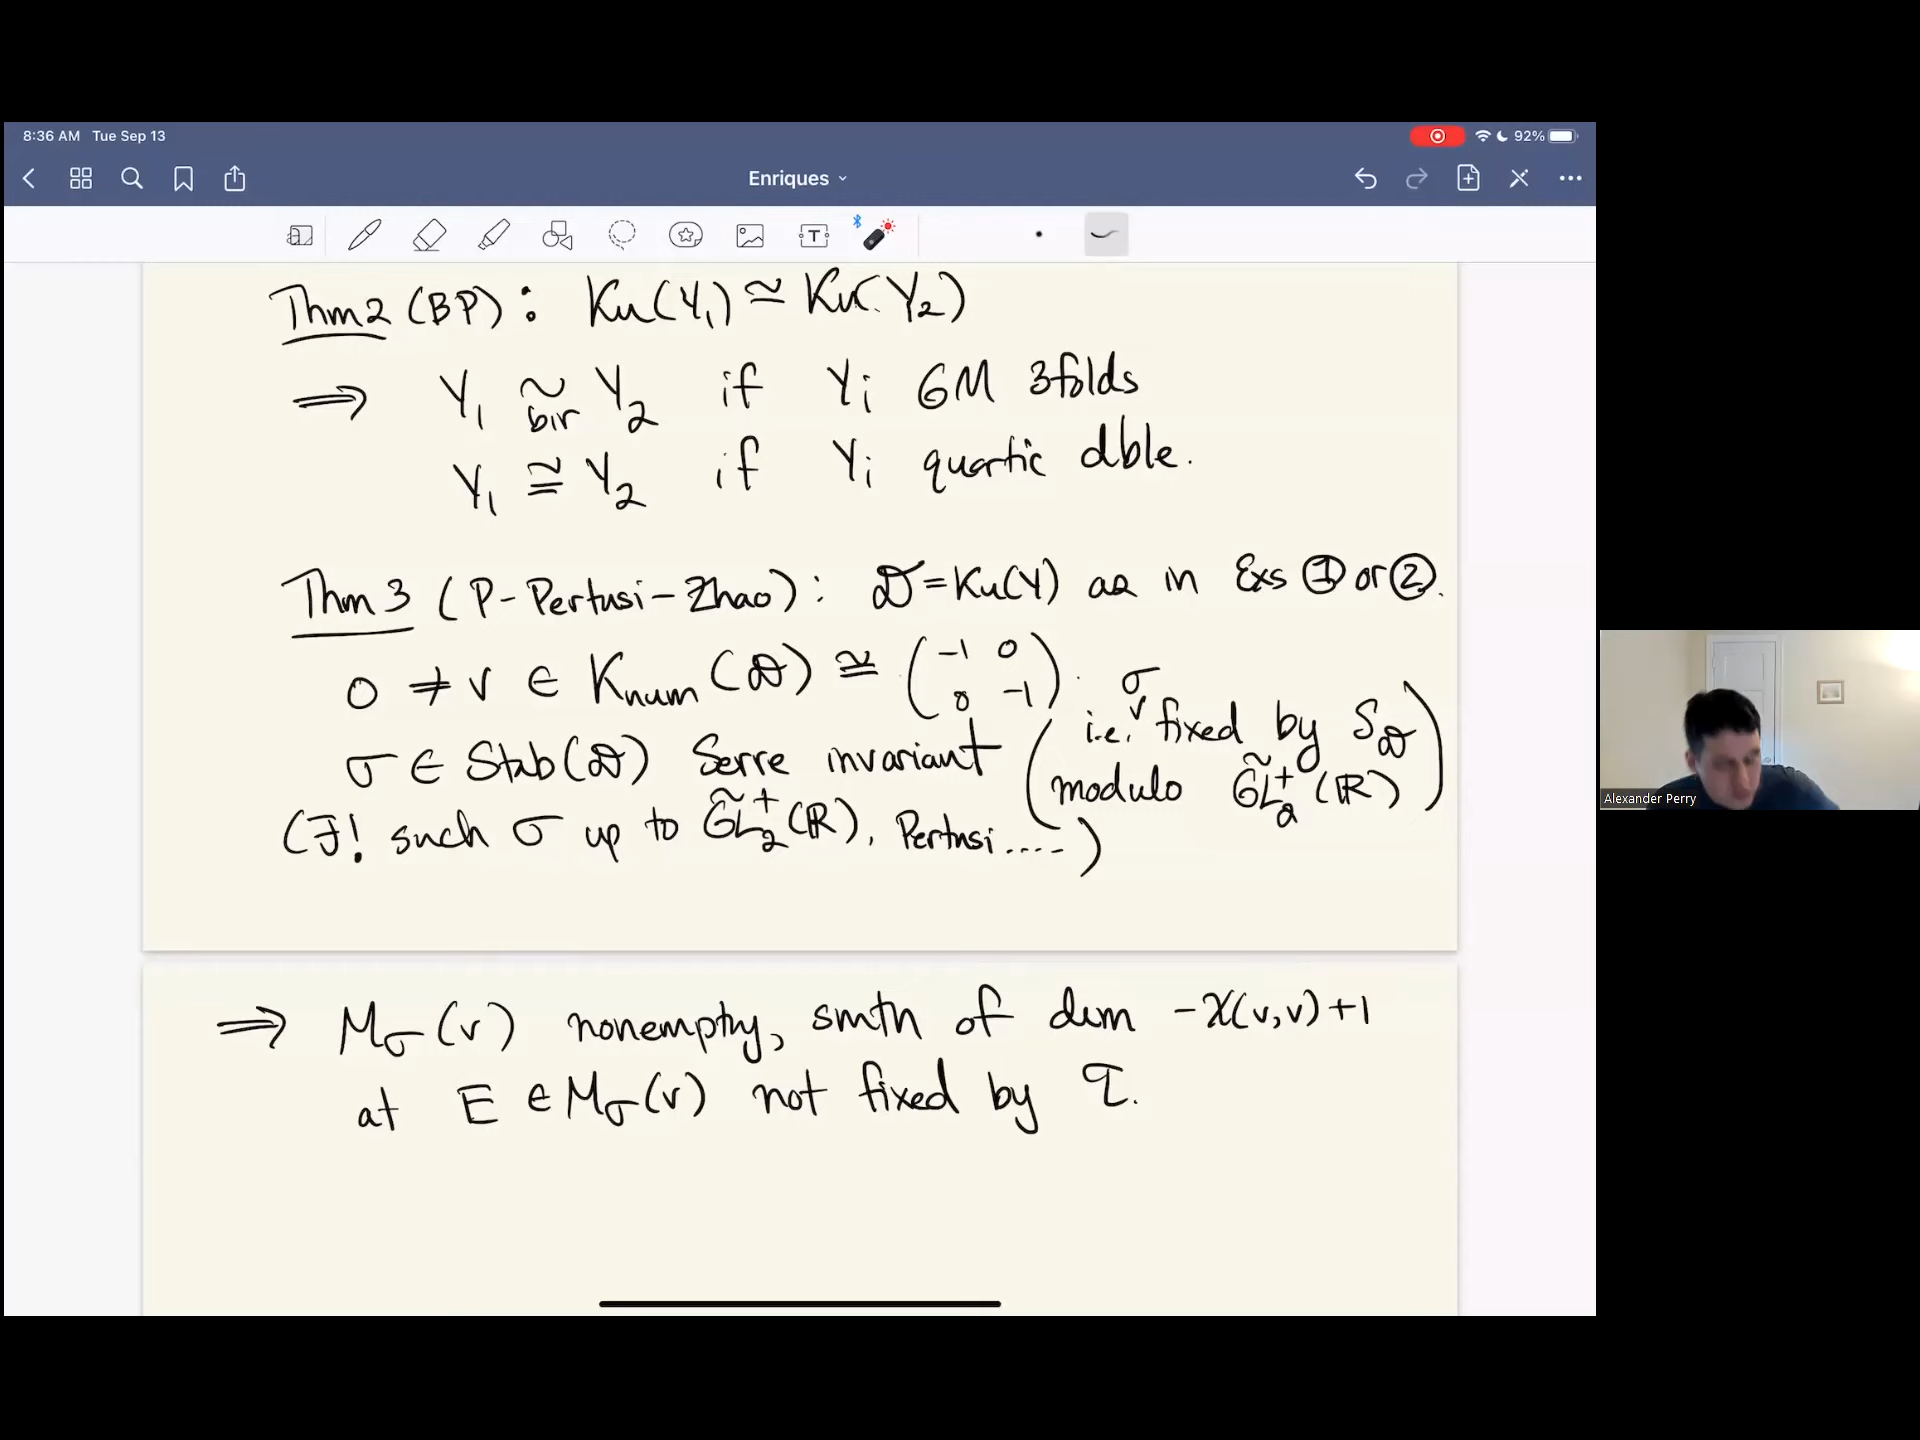 8:36 AM Tue Sep 13
92%
Enriques
T
Thm 2 (BP): Ku(Y₁) ≃ Ku(Y₂)
⟹ Y₁ ~bir Y₂ if Yi GM 3folds
Y₁ ≅ Y₂ if Yi quartic dble.
Thm 3 (P-Pertusi-Zhao): 𝒟 = Ku(Y) as in Exs ① or ②.
0 ≠ v ∈ Knum(𝒟) ≅ (-1 0 0 -1).
σ ∈ Stab(𝒟) Serre invariant (i.e. σ fixed by S𝒟
modulo G̃L₂⁺(ℝ))
(∃! such σ up to G̃L₂⁺(ℝ), Pertusi.....)
⟹ Mσ(v) nonempty, smth of dim -χ(v,v)+1
at E ∈ Mσ(v) not fixed by τ.
Alexander Perry